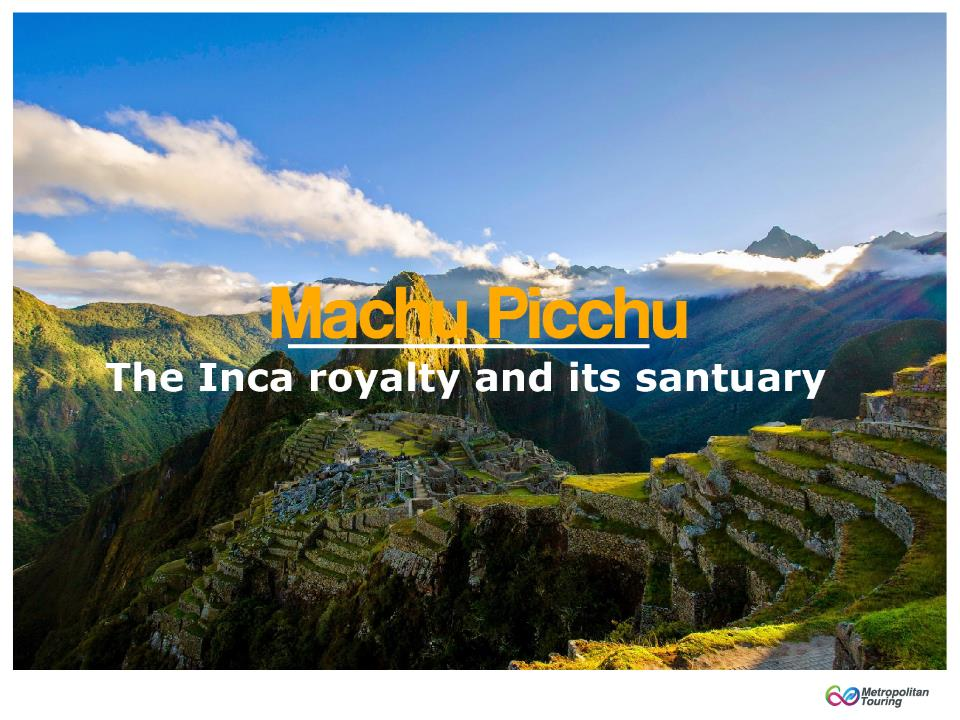 Machu Picchu
The Inca royalty and its santuary
Metropolitan
Touring